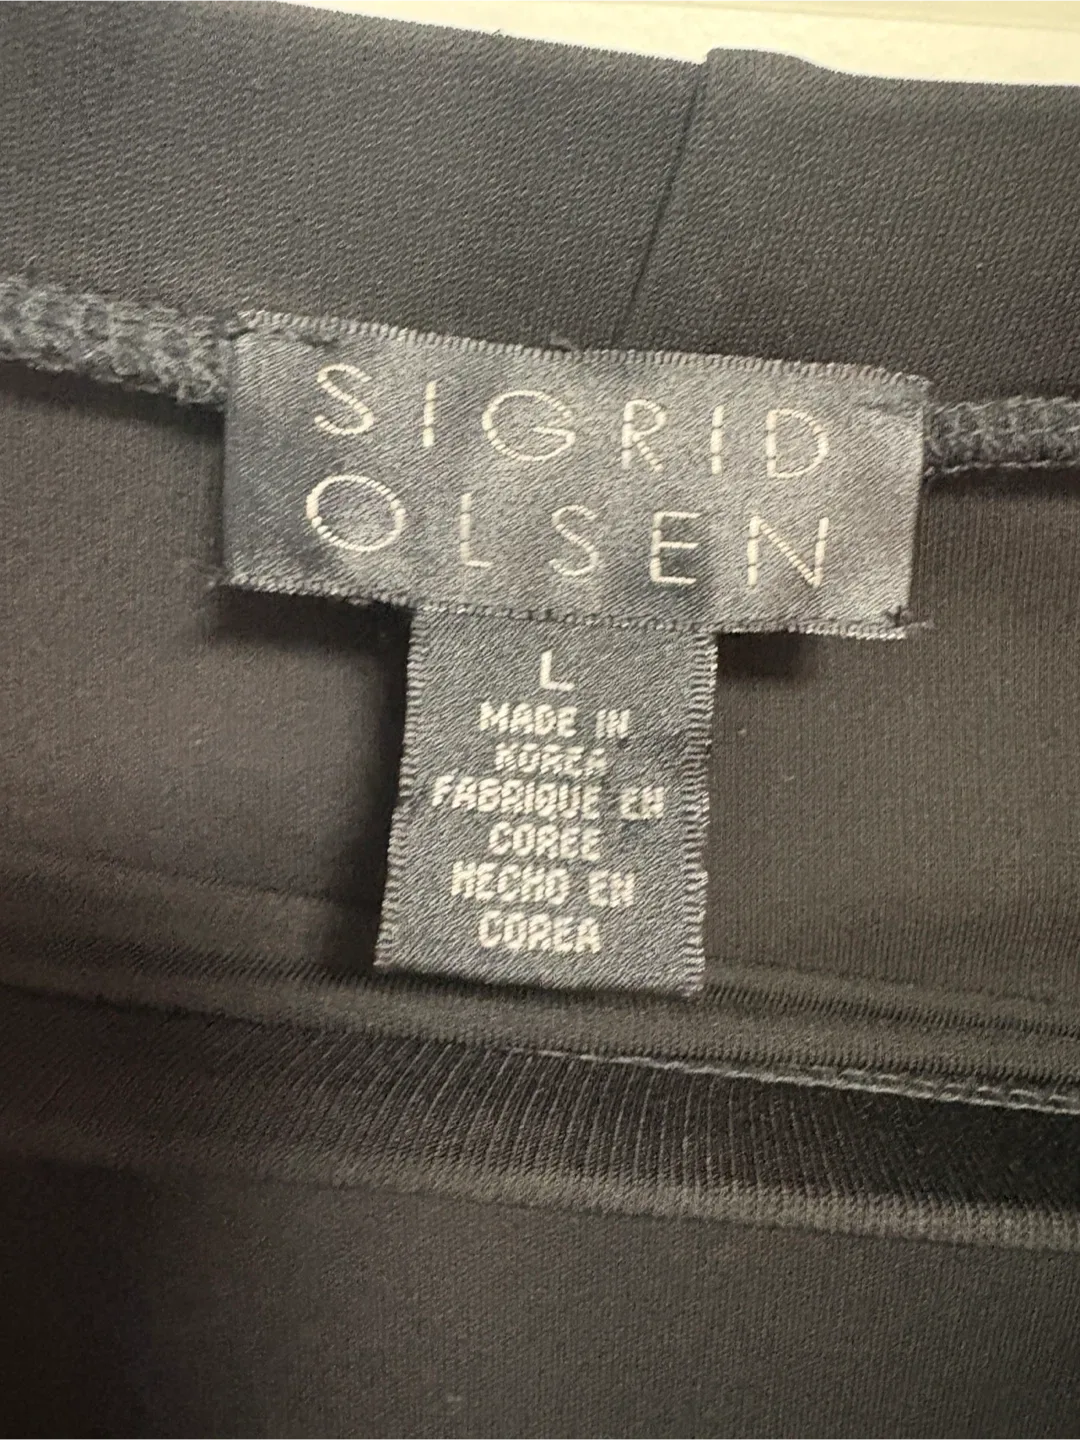 SIGRID
OLSEN
L
MADE IN
KOREA
FABRIQUE EN
COREE
HECHO EN
COREA